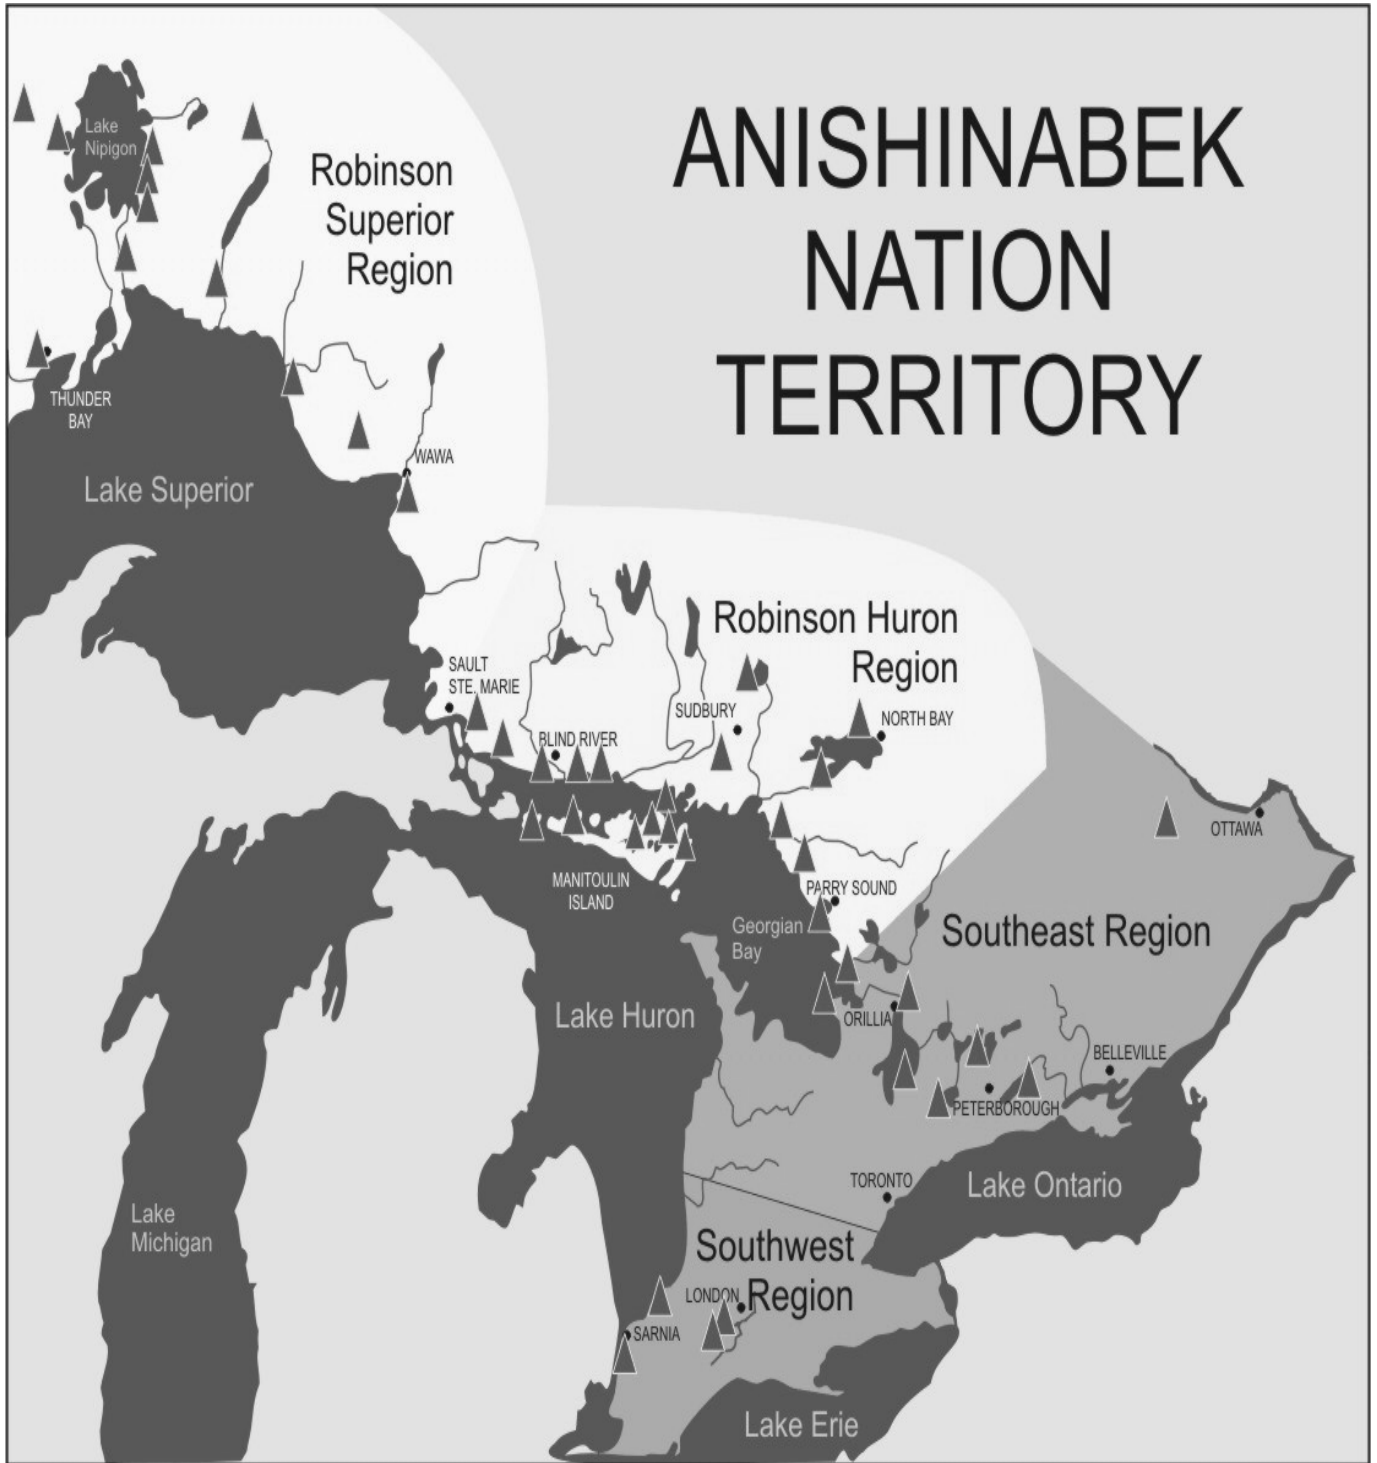 ANISHINABEK
NATION
TERRITORY
Lake
Nipigon
Robinson
Superior
Region
THUNDER
BAY
WAWA
Lake Superior
Robinson Huron
Region
SAULT
STE. MARIE
SUDBURY
NORTH BAY
BLIND RIVER
OTTAWA
MANITOULIN
ISLAND
PARRY SOUND
Georgian
Bay
Southeast Region
Lake Huron
ORILLIA
BELLEVILLE
PETERBOROUGH
TORONTO
Lake Ontario
Lake
Michigan
Southwest
Region
LONDON
SARNIA
Lake Erie